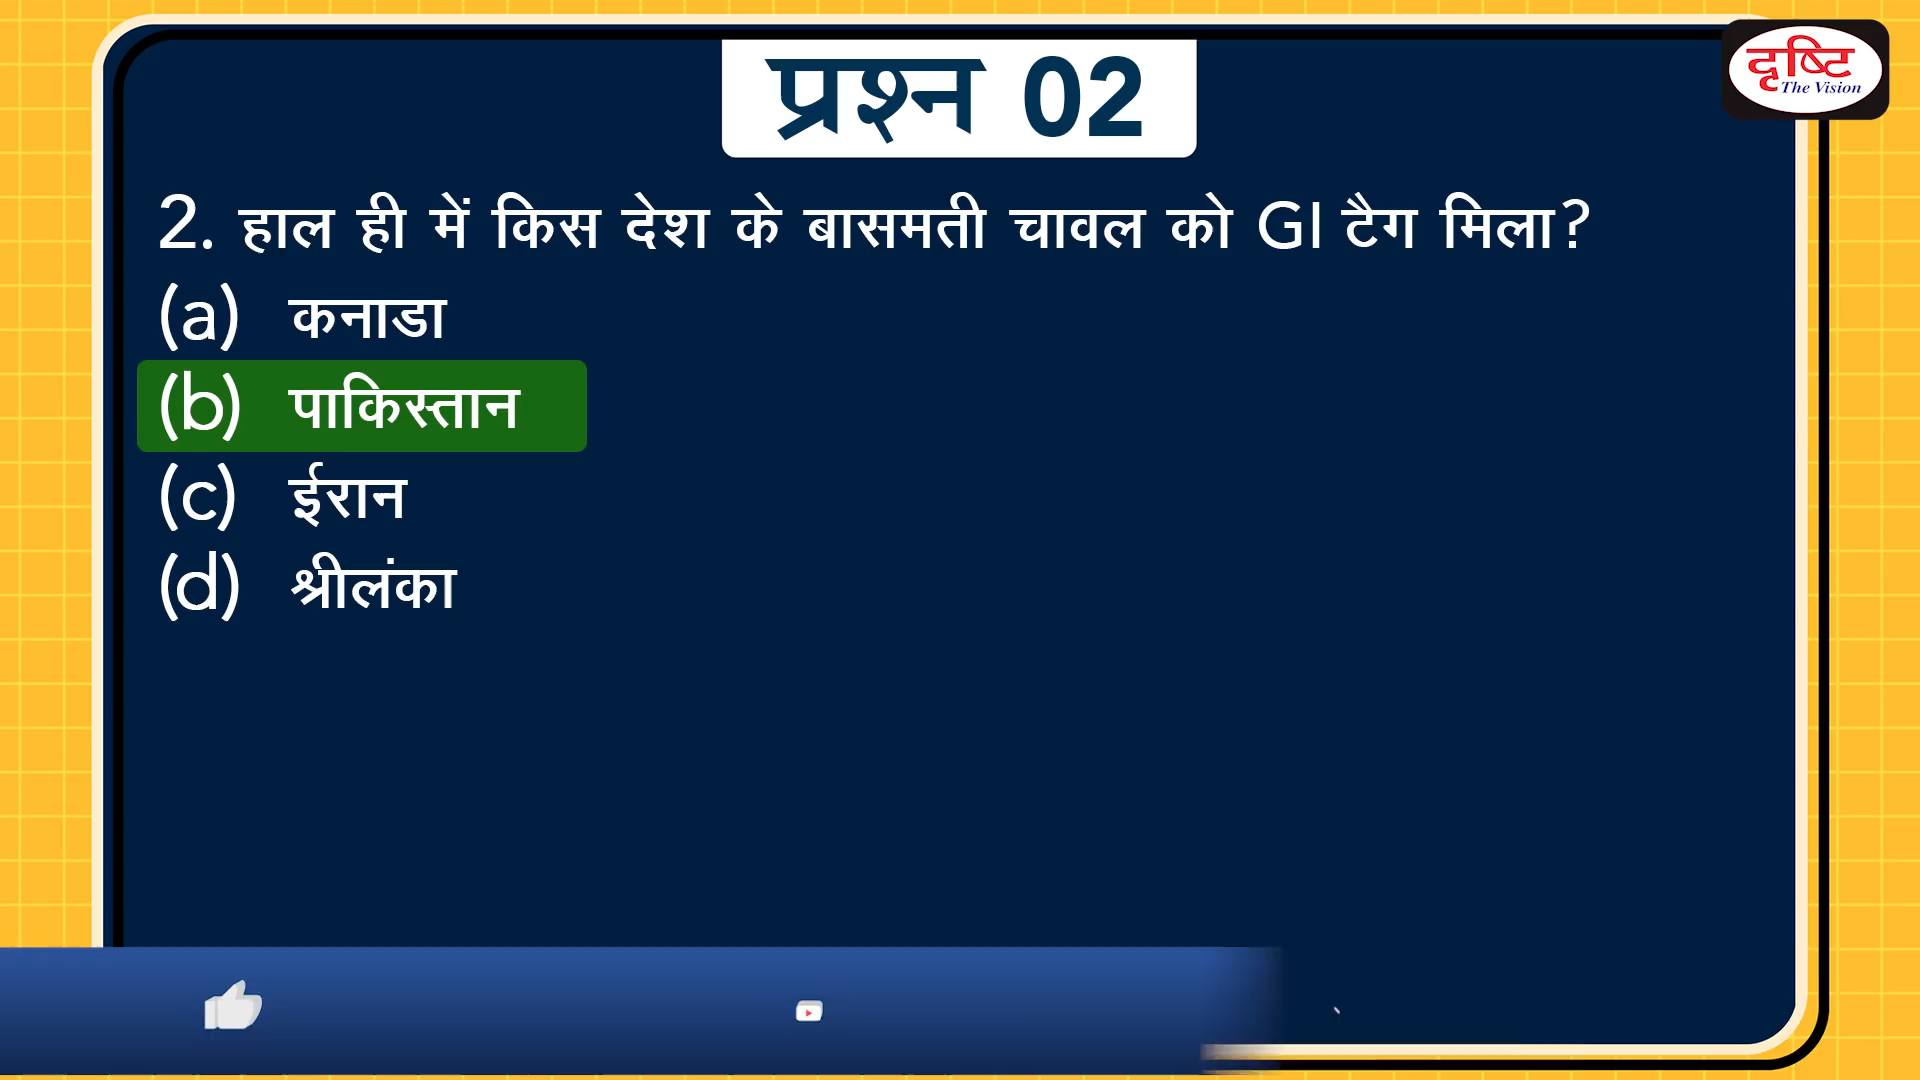 प्रश्न 02
दृष्टि
The Vision
2. हाल ही में किस देश के बासमती चावल को GI टैग मिला?
(a) कनाडा
(b) पाकिस्तान
(c) ईरान
(d) श्रीलंका